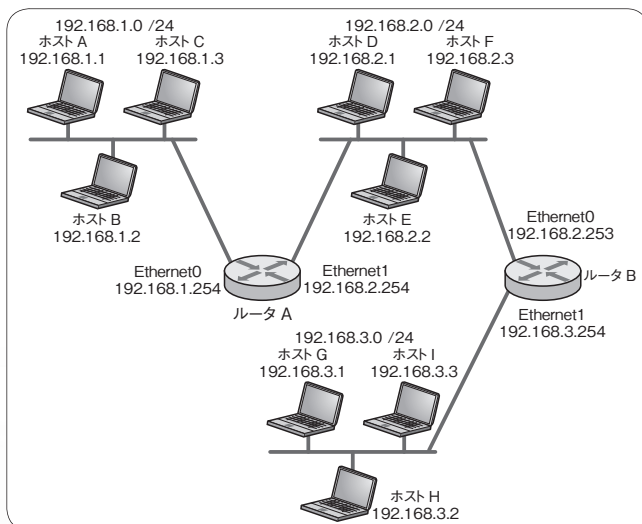 192.168.1.0 /24
ホスト A
192.168.1.1
ホスト C
192.168.1.3
ホスト B
192.168.1.2
192.168.2.0 /24
ホスト D
192.168.2.1
ホスト F
192.168.2.3
ホスト E
192.168.2.2
Ethernet0
192.168.1.254
ルータ A
Ethernet1
192.168.2.254
Ethernet0
192.168.2.253
ルータ B
Ethernet1
192.168.3.254
192.168.3.0 /24
ホスト G
192.168.3.1
ホスト I
192.168.3.3
ホスト H
192.168.3.2